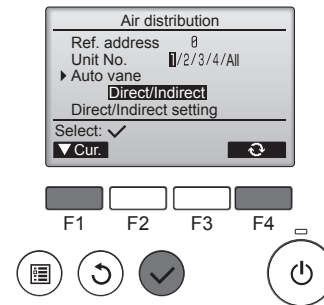 Air distribution
Ref. address 0
Unit No. 1/2/3/4/All
Auto vane
Direct/Indirect
Direct/Indirect setting
Select:
Cur.
F1 F2 F3 F4